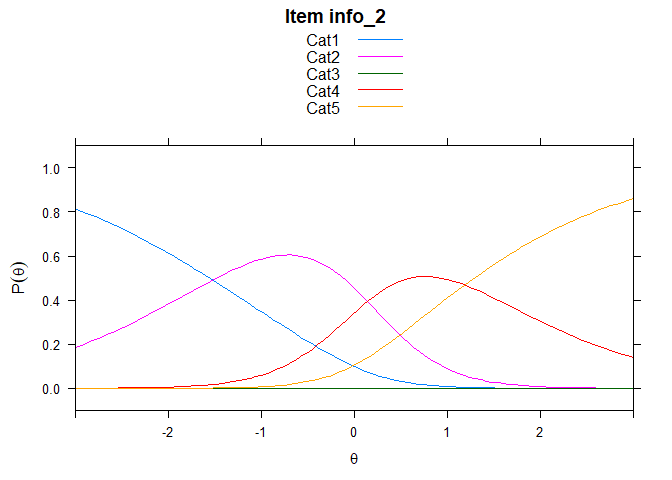 Item info_2
Cat1
Cat2
Cat3
Cat4
Cat5
P(θ)
1.0
0.8
0.6
0.4
0.2
0.0
-2 -1 0 1 2
θ